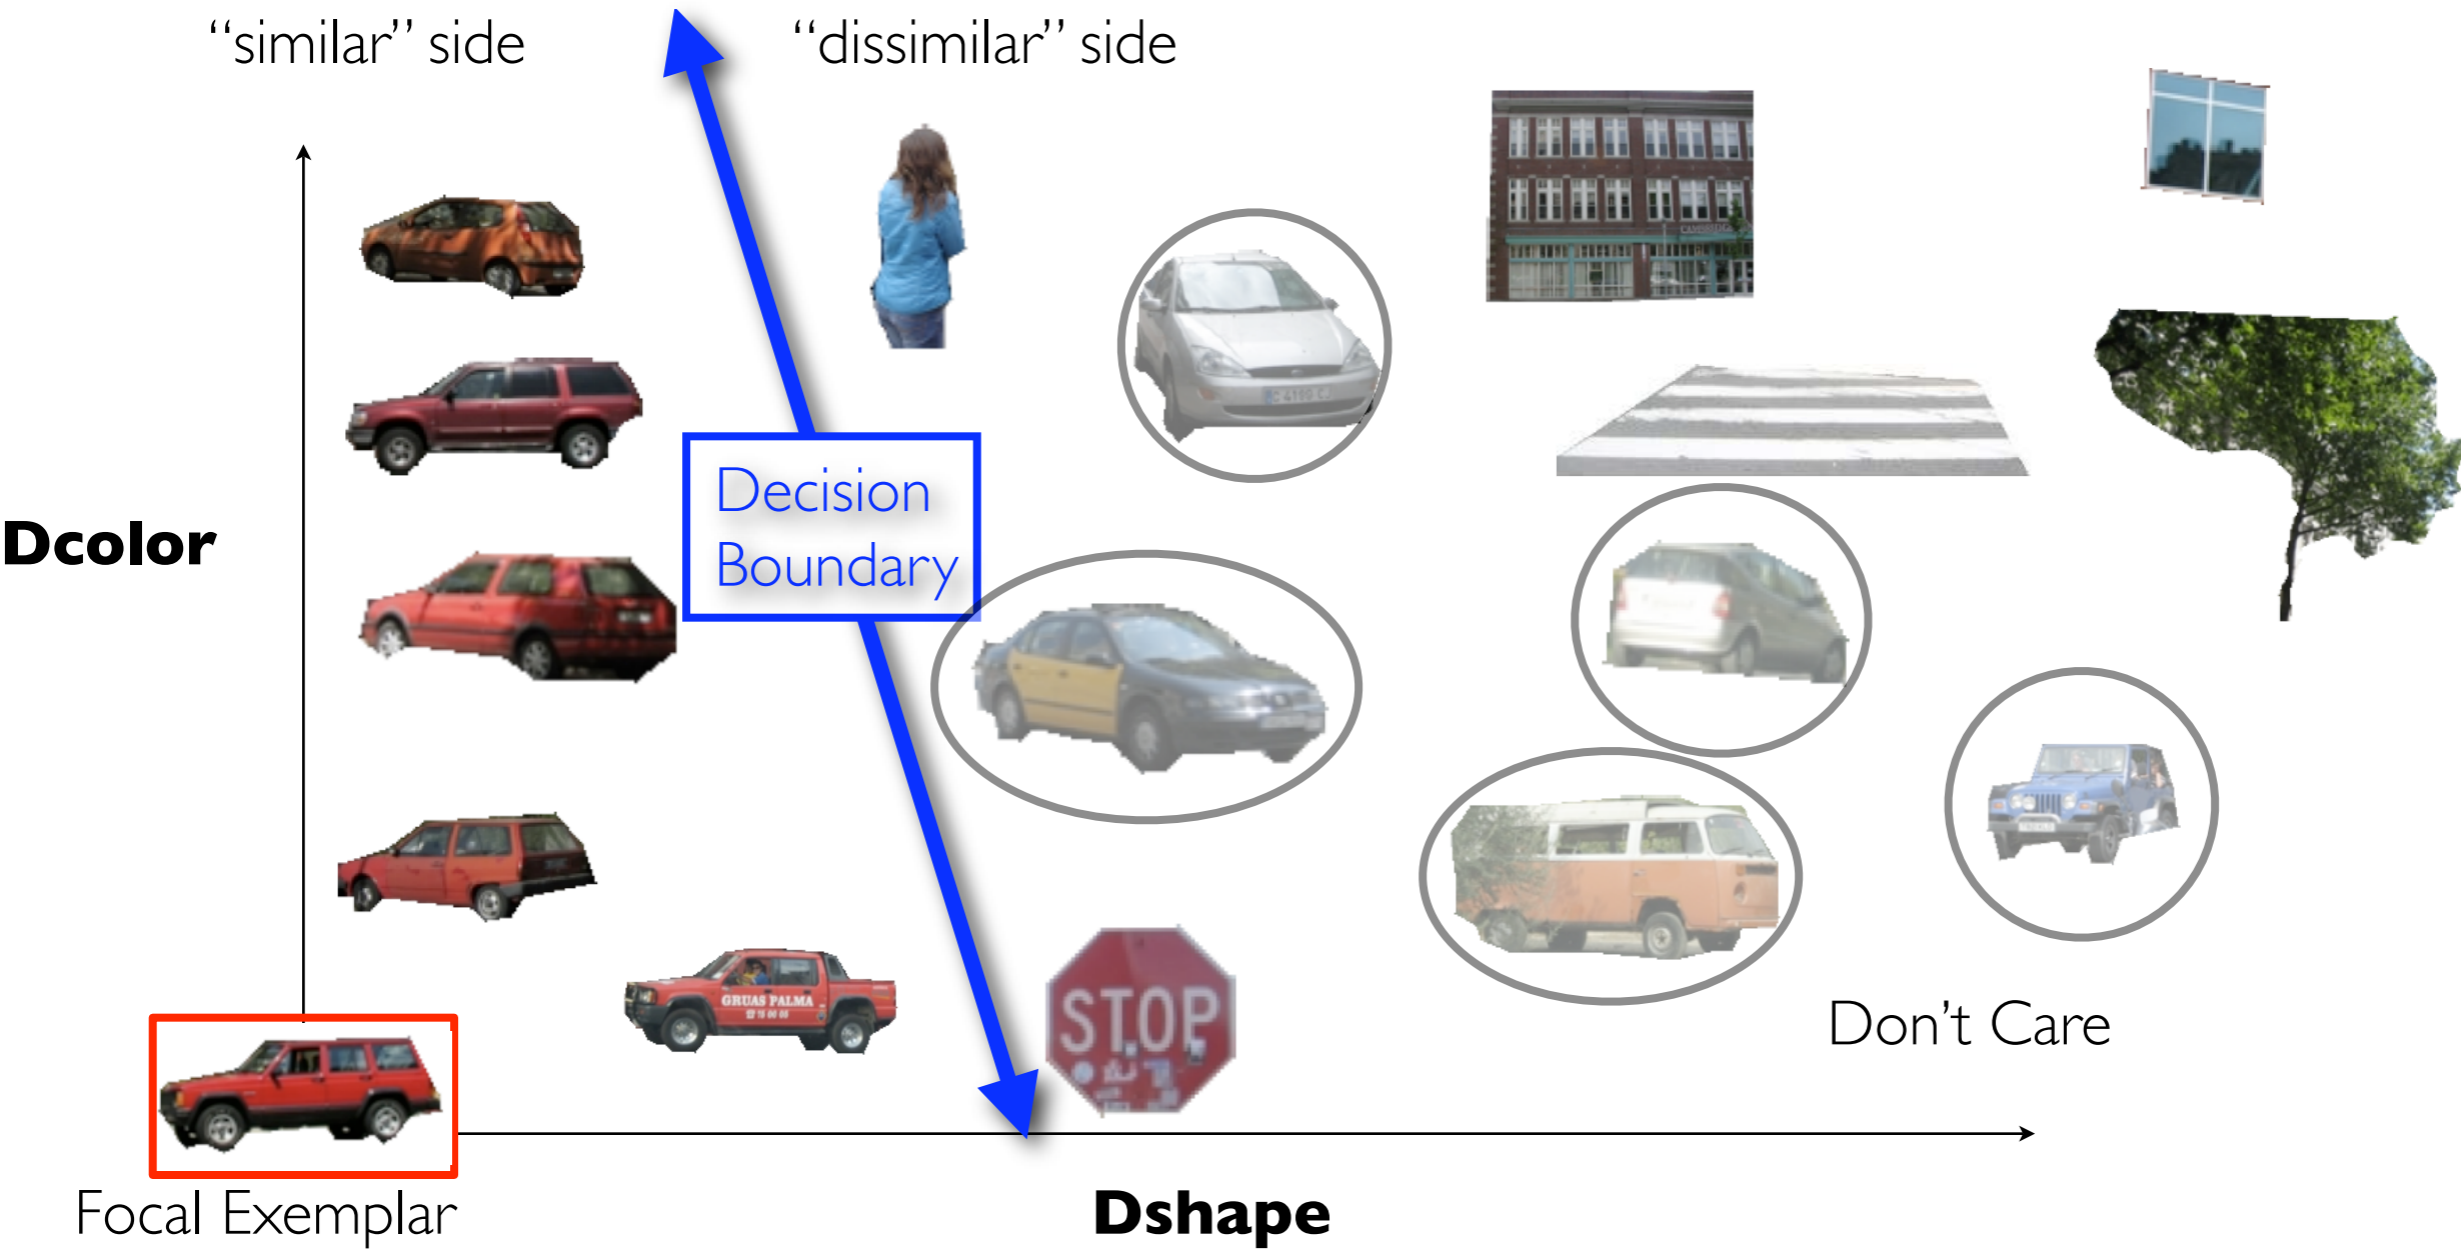 “similar” side
“dissimilar” side
Decision
Boundary
Dcolor
GRUAS PALMA
STOP
Don’t Care
Focal Exemplar
Dshape